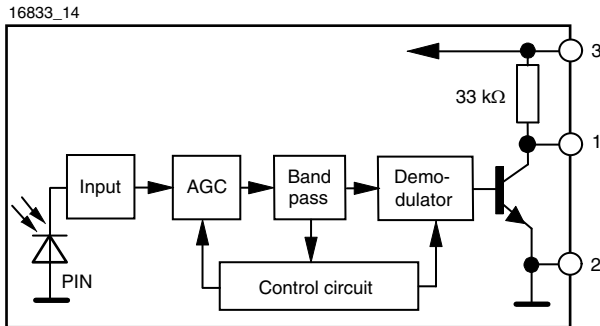 16833_14
3
33 kΩ
1
Input
AGC
Band
pass
Demo-
dulator
2
PIN
Control circuit